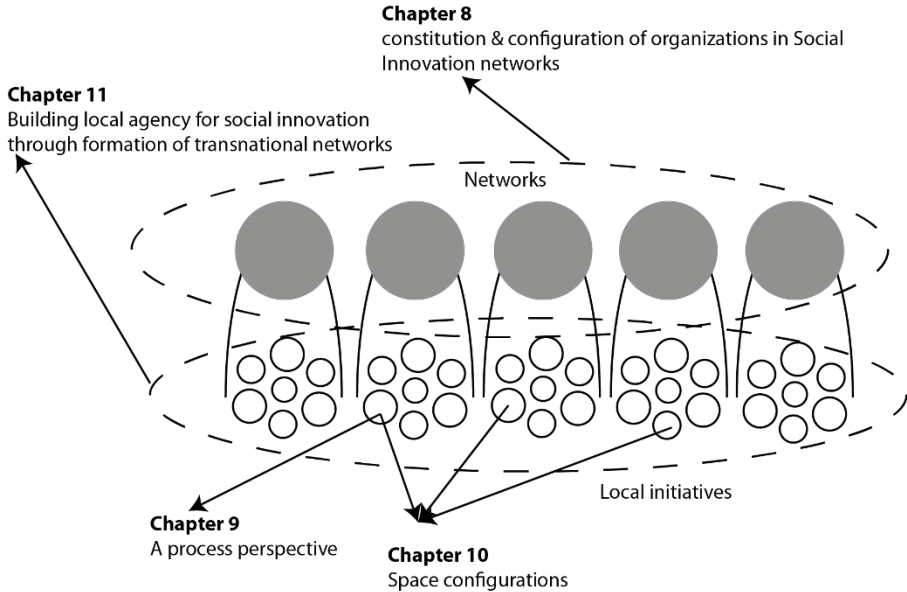 Chapter 8
constitution & configuration of organizations in Social
Innovation networks
Chapter 11
Building local agency for social innovation
through formation of transnational networks
Networks
Local initiatives
Chapter 9
A process perspective
Chapter 10
Space configurations